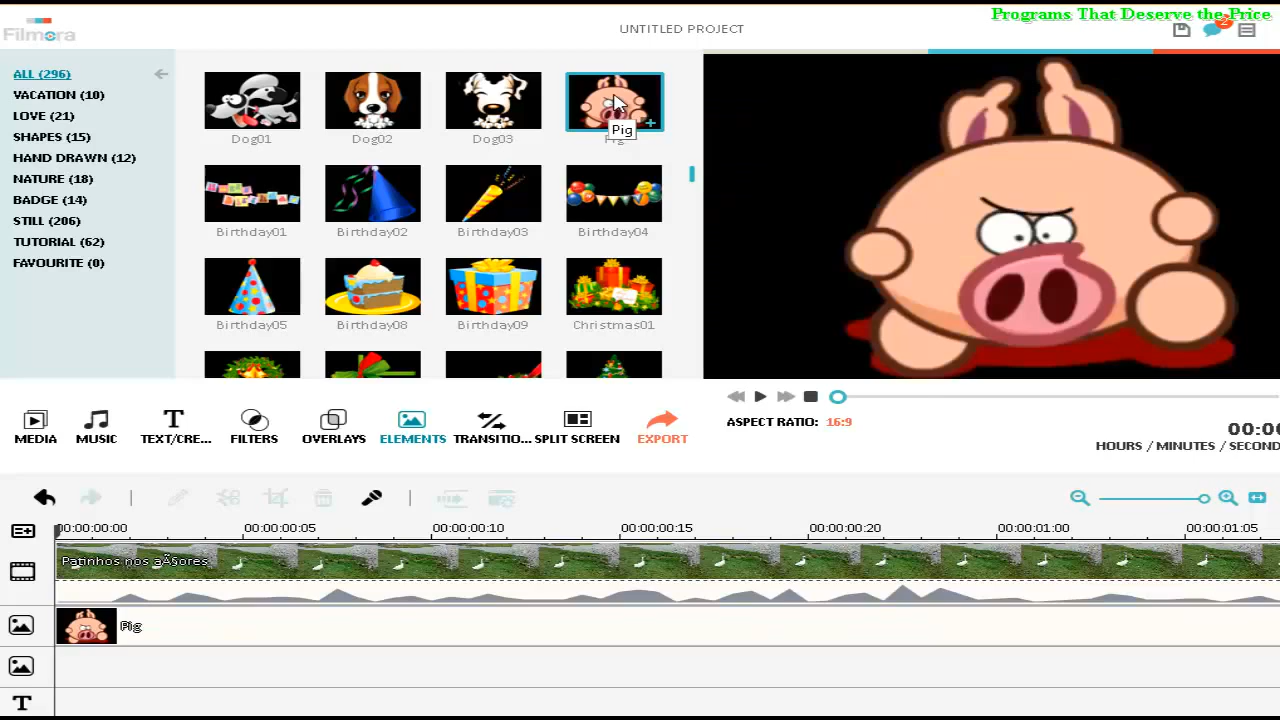 Programs That Deserve the Price
Filmora
UNTITLED PROJECT
2
ALL (296)
VACATION (10)
LOVE (21)
SHAPES (15)
HAND DRAWN (12)
NATURE (18)
BADGE (14)
STILL (206)
TUTORIAL (62)
FAVOURITE (0)
Dog01 Dog02 Dog03 Pig
Pig
Birthday01 Birthday02 Birthday03 Birthday04
Birthday05 Birthday08 Birthday09 Christmas01
MEDIA MUSIC TEXT/CRE... FILTERS OVERLAYS ELEMENTS TRANSITIO... SPLIT SCREEN EXPORT
ASPECT RATIO: 16:9
00:00
HOURS / MINUTES / SECOND
00:00:00:00 00:00:00:05 00:00:00:10 00:00:00:15 00:00:00:20 00:00:01:00 00:00:01:05
Patinhos nos aÃ§ores
Pig
T